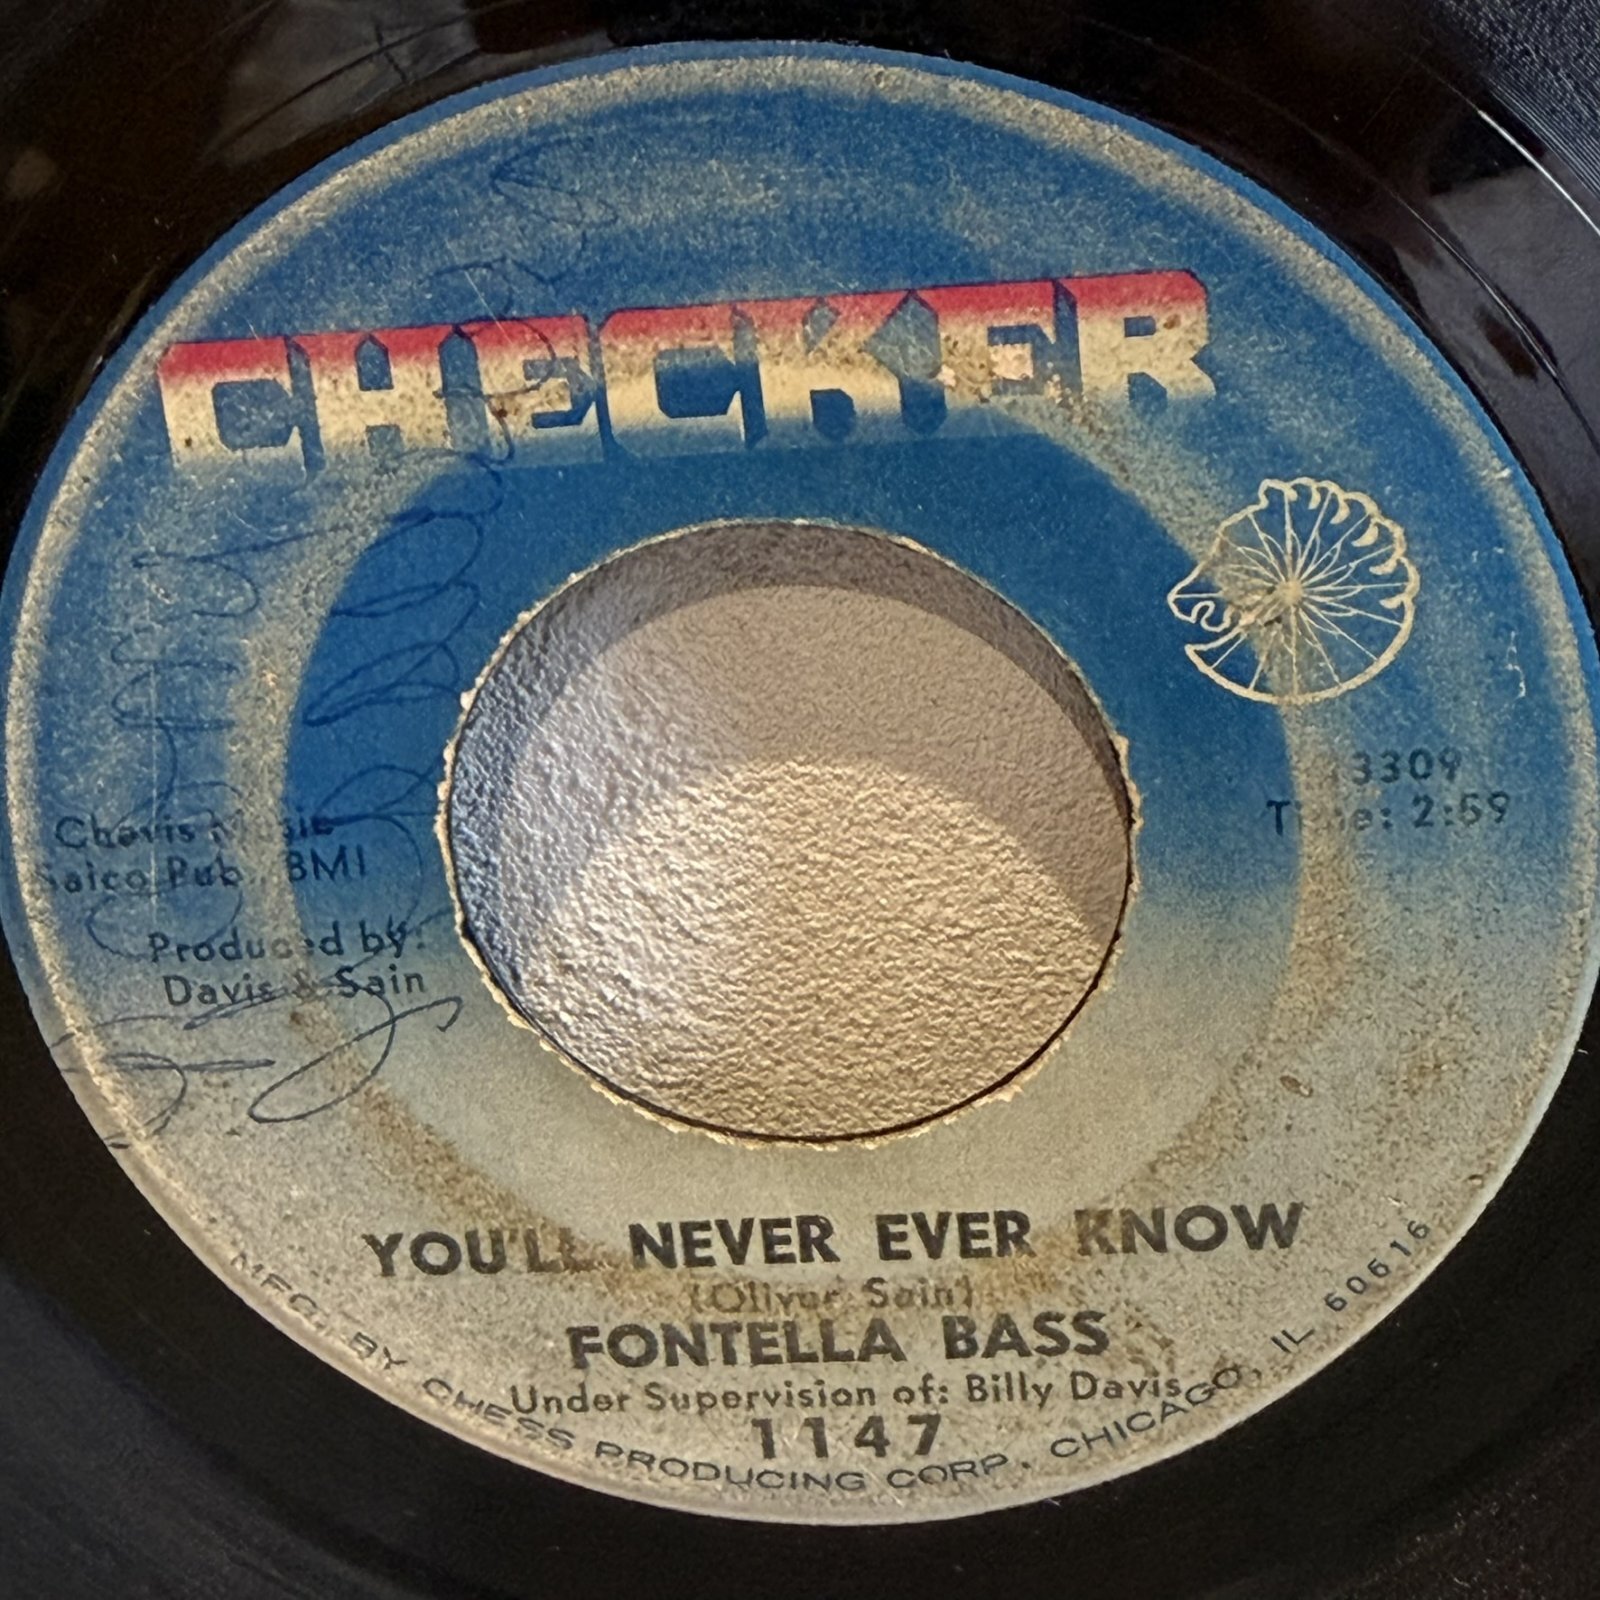 CHECKER
3309
Time: 2:59
Chevis Music
Saico Pub., BMI
Produced by:
Davis & Sain
YOU'LL NEVER EVER KNOW
(Oliver Sain)
FONTELLA BASS
Under Supervision of: Billy Davis
1147
MFG. BY CHESS PRODUCING CORP. CHICAGO, IL 60616